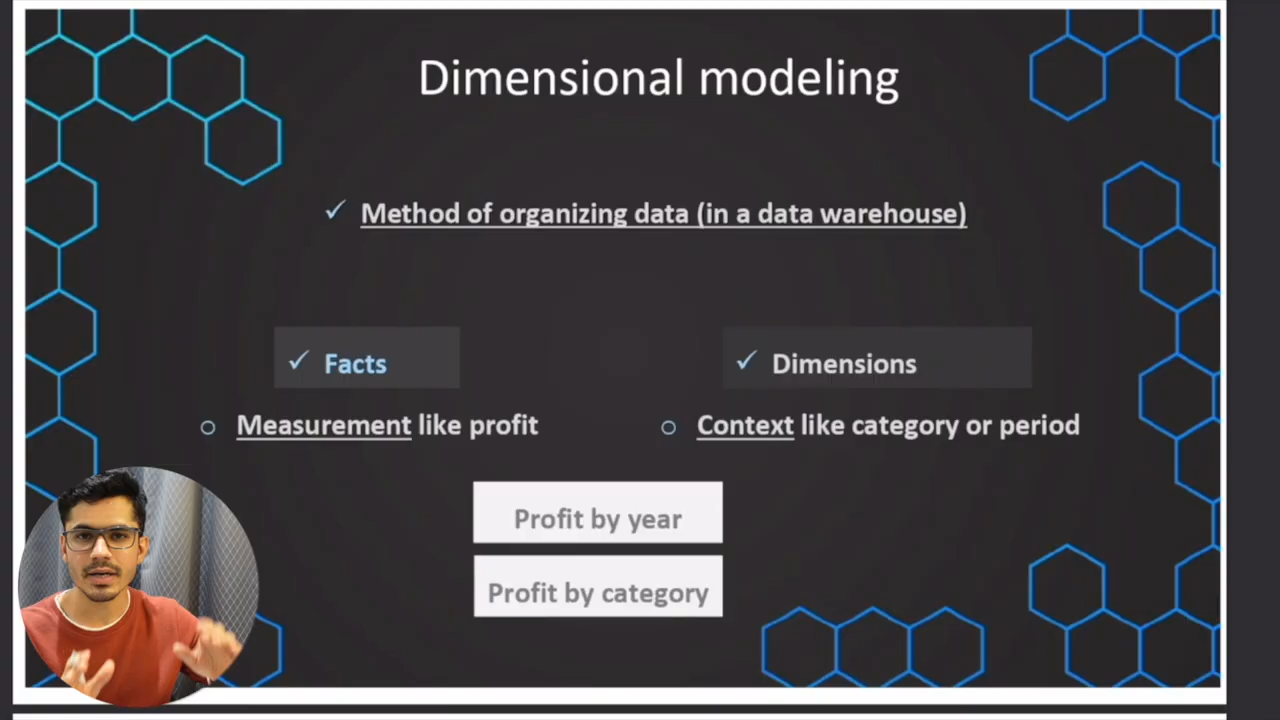 Dimensional modeling
✓ Method of organizing data (in a data warehouse)
✓ Facts
✓ Dimensions
○ Measurement like profit
○ Context like category or period
Profit by year
Profit by category